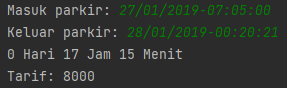 Masuk parkir: 27/01/2019-07:05:00
Keluar parkir: 28/01/2019-00:20:21
0 Hari 17 Jam 15 Menit
Tarif: 8000